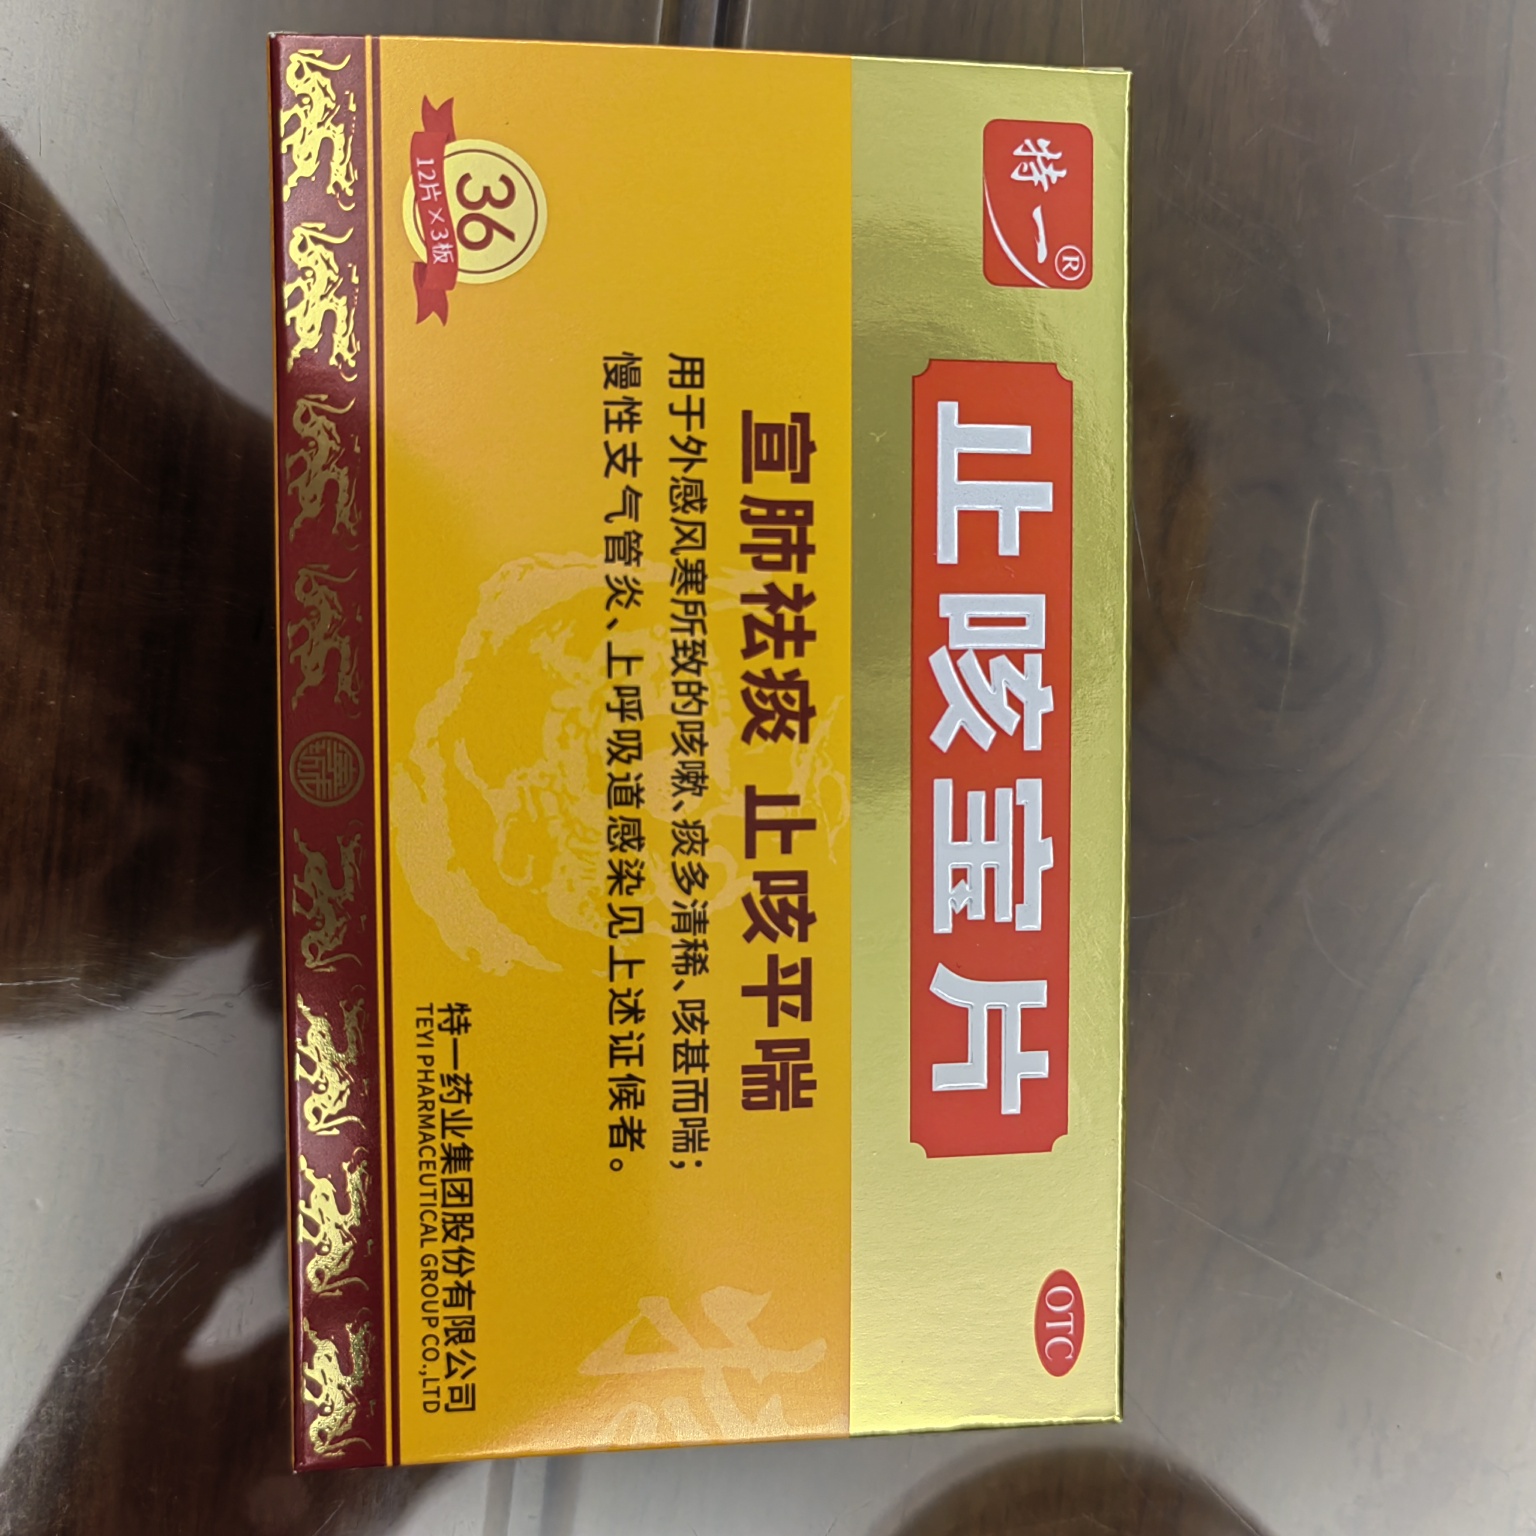 特一®
止咳宝片
OTC
宣肺祛痰 止咳平喘
用于外感风寒所致的咳嗽、痰多清稀、咳甚而喘;
慢性支气管炎、上呼吸道感染见上述证候者。
36
12片×3板
特一药业集团股份有限公司
TEYI PHARMACEUTICAL GROUP CO.,LTD